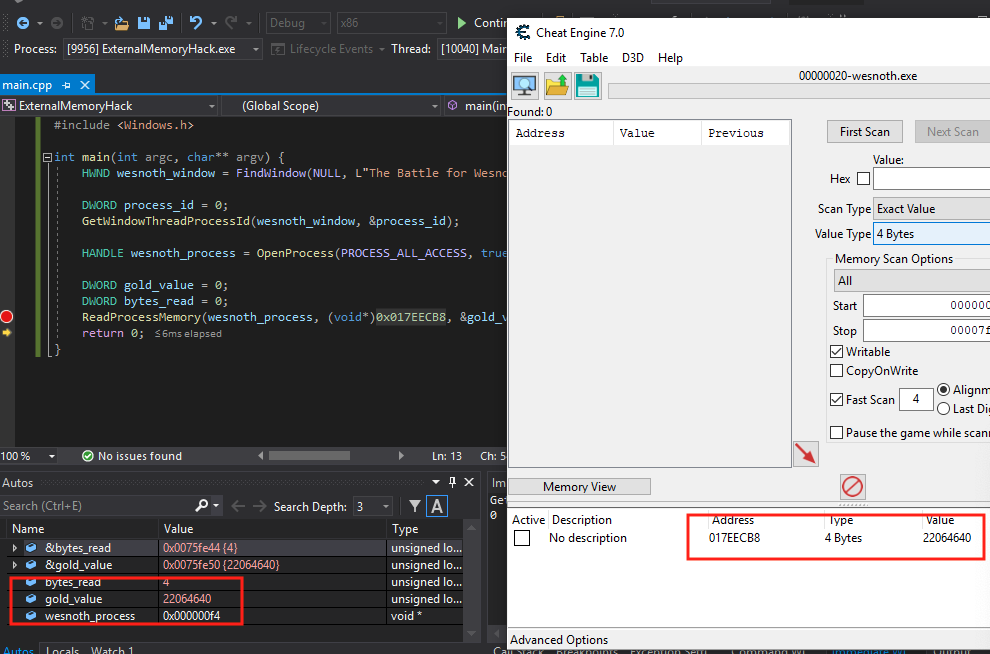 Debug
x86
Contin
Process:
[9956] ExternalMemoryHack.exe
Lifecycle Events
Thread:
[10040] Main
main.cpp
ExternalMemoryHack
(Global Scope)
main(in
#include <Windows.h>
int main(int argc, char** argv) {
HWND wesnoth_window = FindWindow(NULL, L"The Battle for Wesno
DWORD process_id = 0;
GetWindowThreadProcessId(wesnoth_window, &process_id);
HANDLE wesnoth_process = OpenProcess(PROCESS_ALL_ACCESS, true
DWORD gold_value = 0;
DWORD bytes_read = 0;
ReadProcessMemory(wesnoth_process, (void*)0x017EECB8, &gold_v
return 0; ≤6ms elapsed
}
100 %
No issues found
Ln: 13
Ch: 5
Autos
Search (Ctrl+E)
Search Depth: 3
A
Name
Value
Type
&bytes_read
0x0075fe44 {4}
unsigned lo...
&gold_value
0x0075fe50 {22064640}
unsigned lo...
bytes_read
4
unsigned lo...
gold_value
22064640
unsigned lo...
wesnoth_process
0x000000f4
void *
Autos
Locals
Watch 1
Im
Get
0
Cheat Engine 7.0
File
Edit
Table
D3D
Help
00000020-wesnoth.exe
Found: 0
Address
Value
Previous
First Scan
Next Scan
Value:
Hex
Scan Type
Exact Value
Value Type
4 Bytes
Memory Scan Options
All
Start
000000
Stop
00007f
Writable
CopyOnWrite
Fast Scan
4
Alignm
Last Dig
Pause the game while scann
Memory View
Active
Description
Address
Type
Value
No description
017EECB8
4 Bytes
22064640
Advanced Options